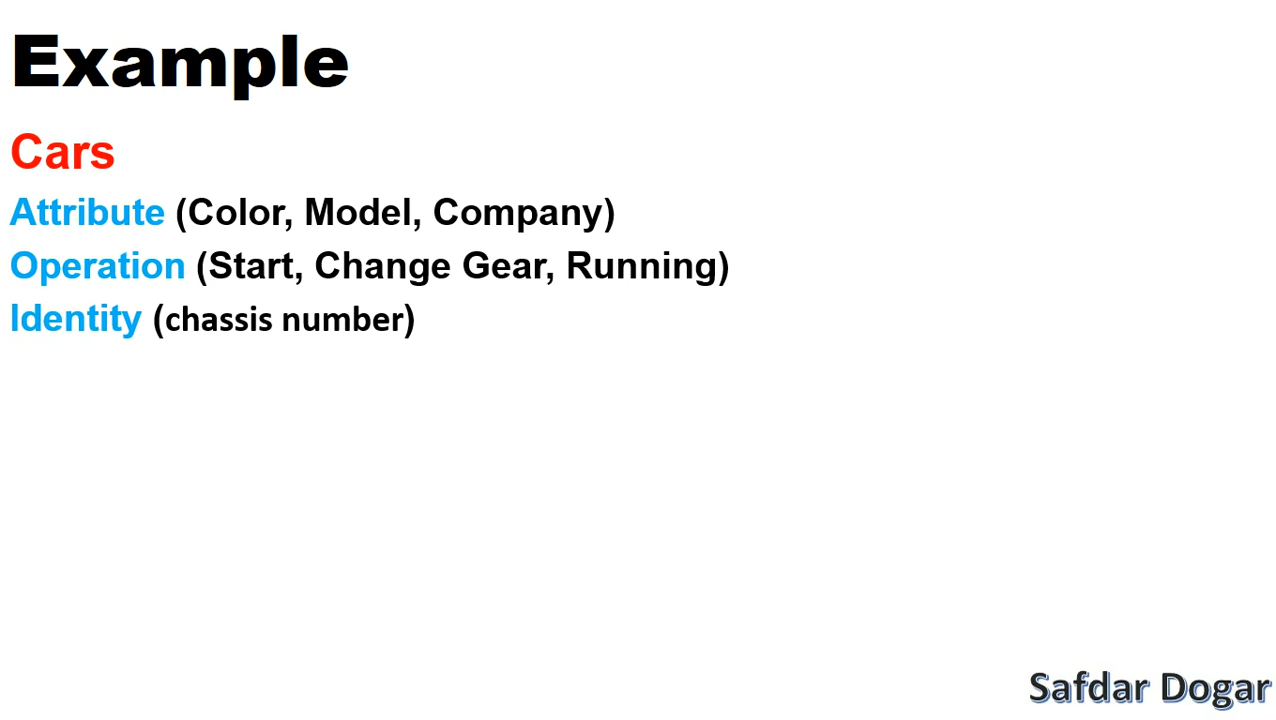 Example
Cars
Attribute (Color, Model, Company)
Operation (Start, Change Gear, Running)
Identity (chassis number)
Safdar Dogar